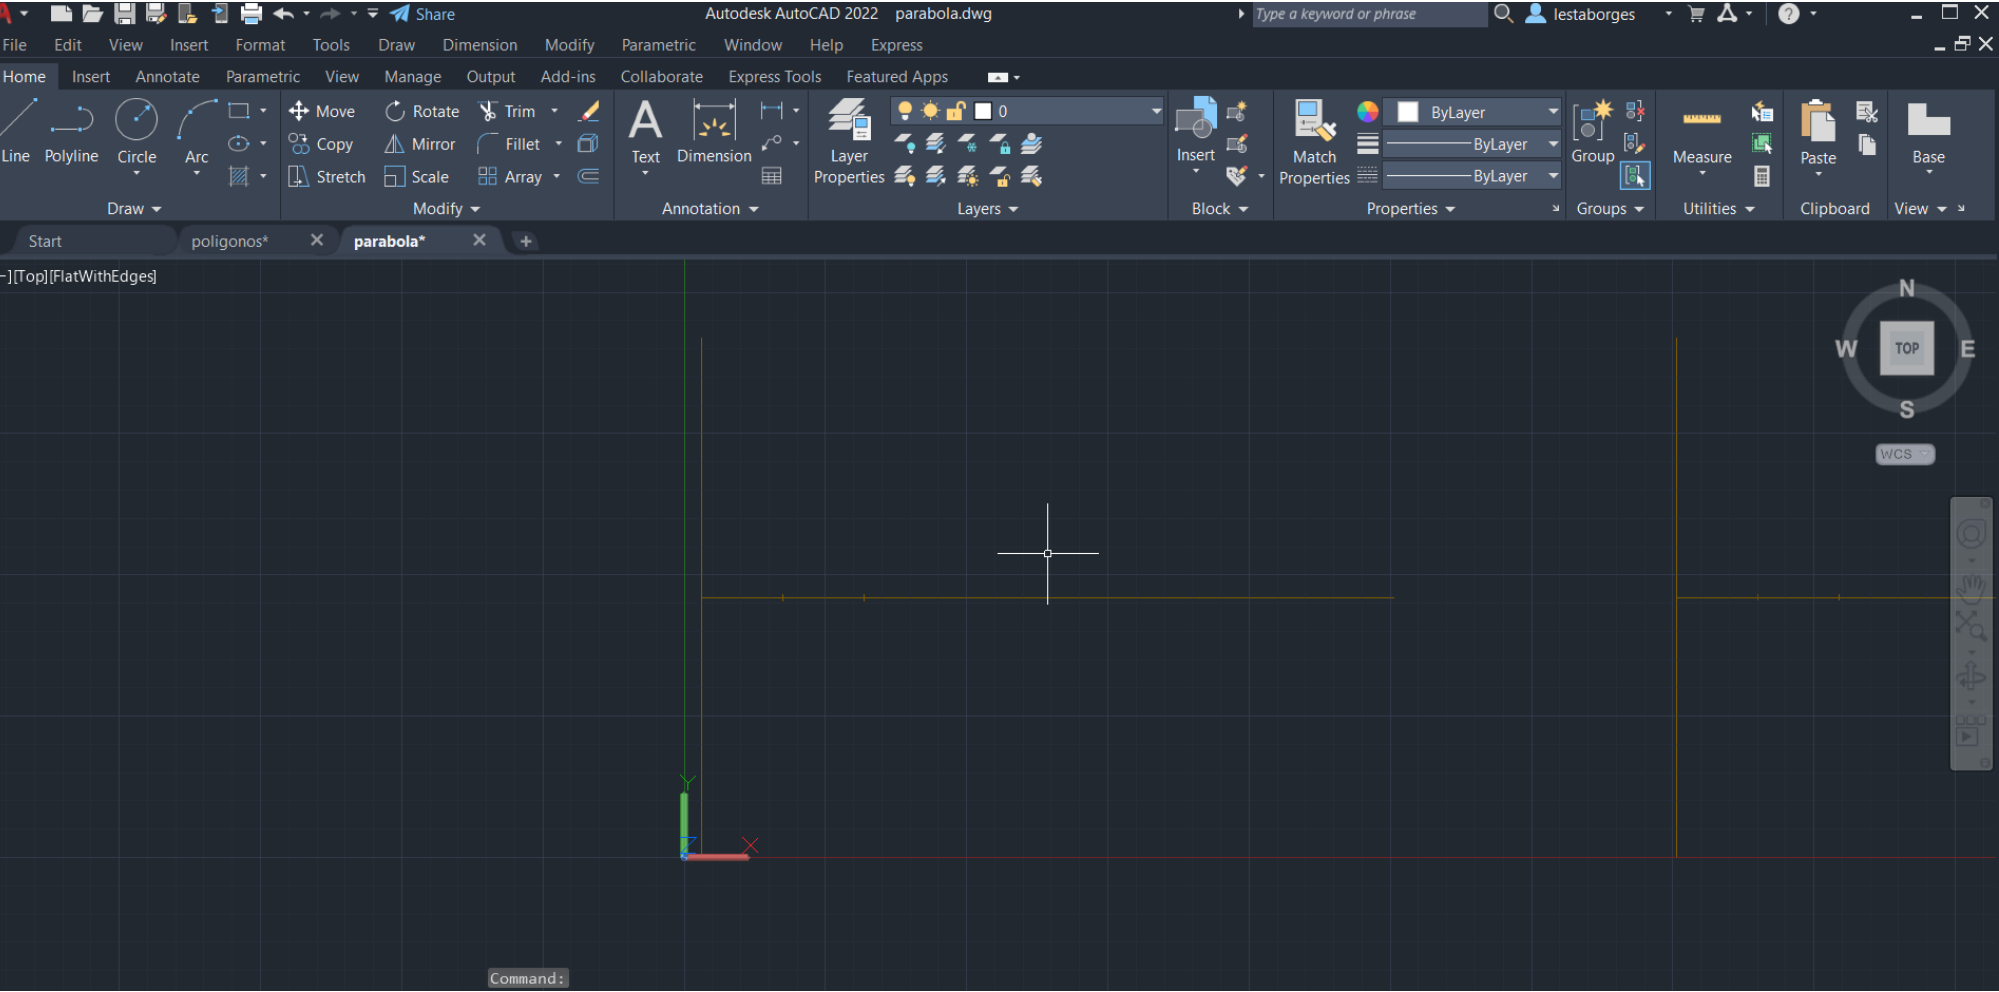 Share Autodesk AutoCAD 2022 parabola.dwg Type a keyword or phrase lestaborges ?
File Edit View Insert Format Tools Draw Dimension Modify Parametric Window Help Express
Home Insert Annotate Parametric View Manage Output Add-ins Collaborate Express Tools Featured Apps
Move Rotate Trim 0 ByLayer
Line Polyline Circle Arc Copy Mirror Fillet Text Dimension Layer Properties Insert Match Properties ByLayer Group Measure Paste Base
Stretch Scale Array ByLayer
Draw Modify Annotation Layers Block Properties Groups Utilities Clipboard View
Start poligonos* parabola*
-][Top][FlatWithEdges]
N
W TOP E
S
WCS
Y
X
Command: